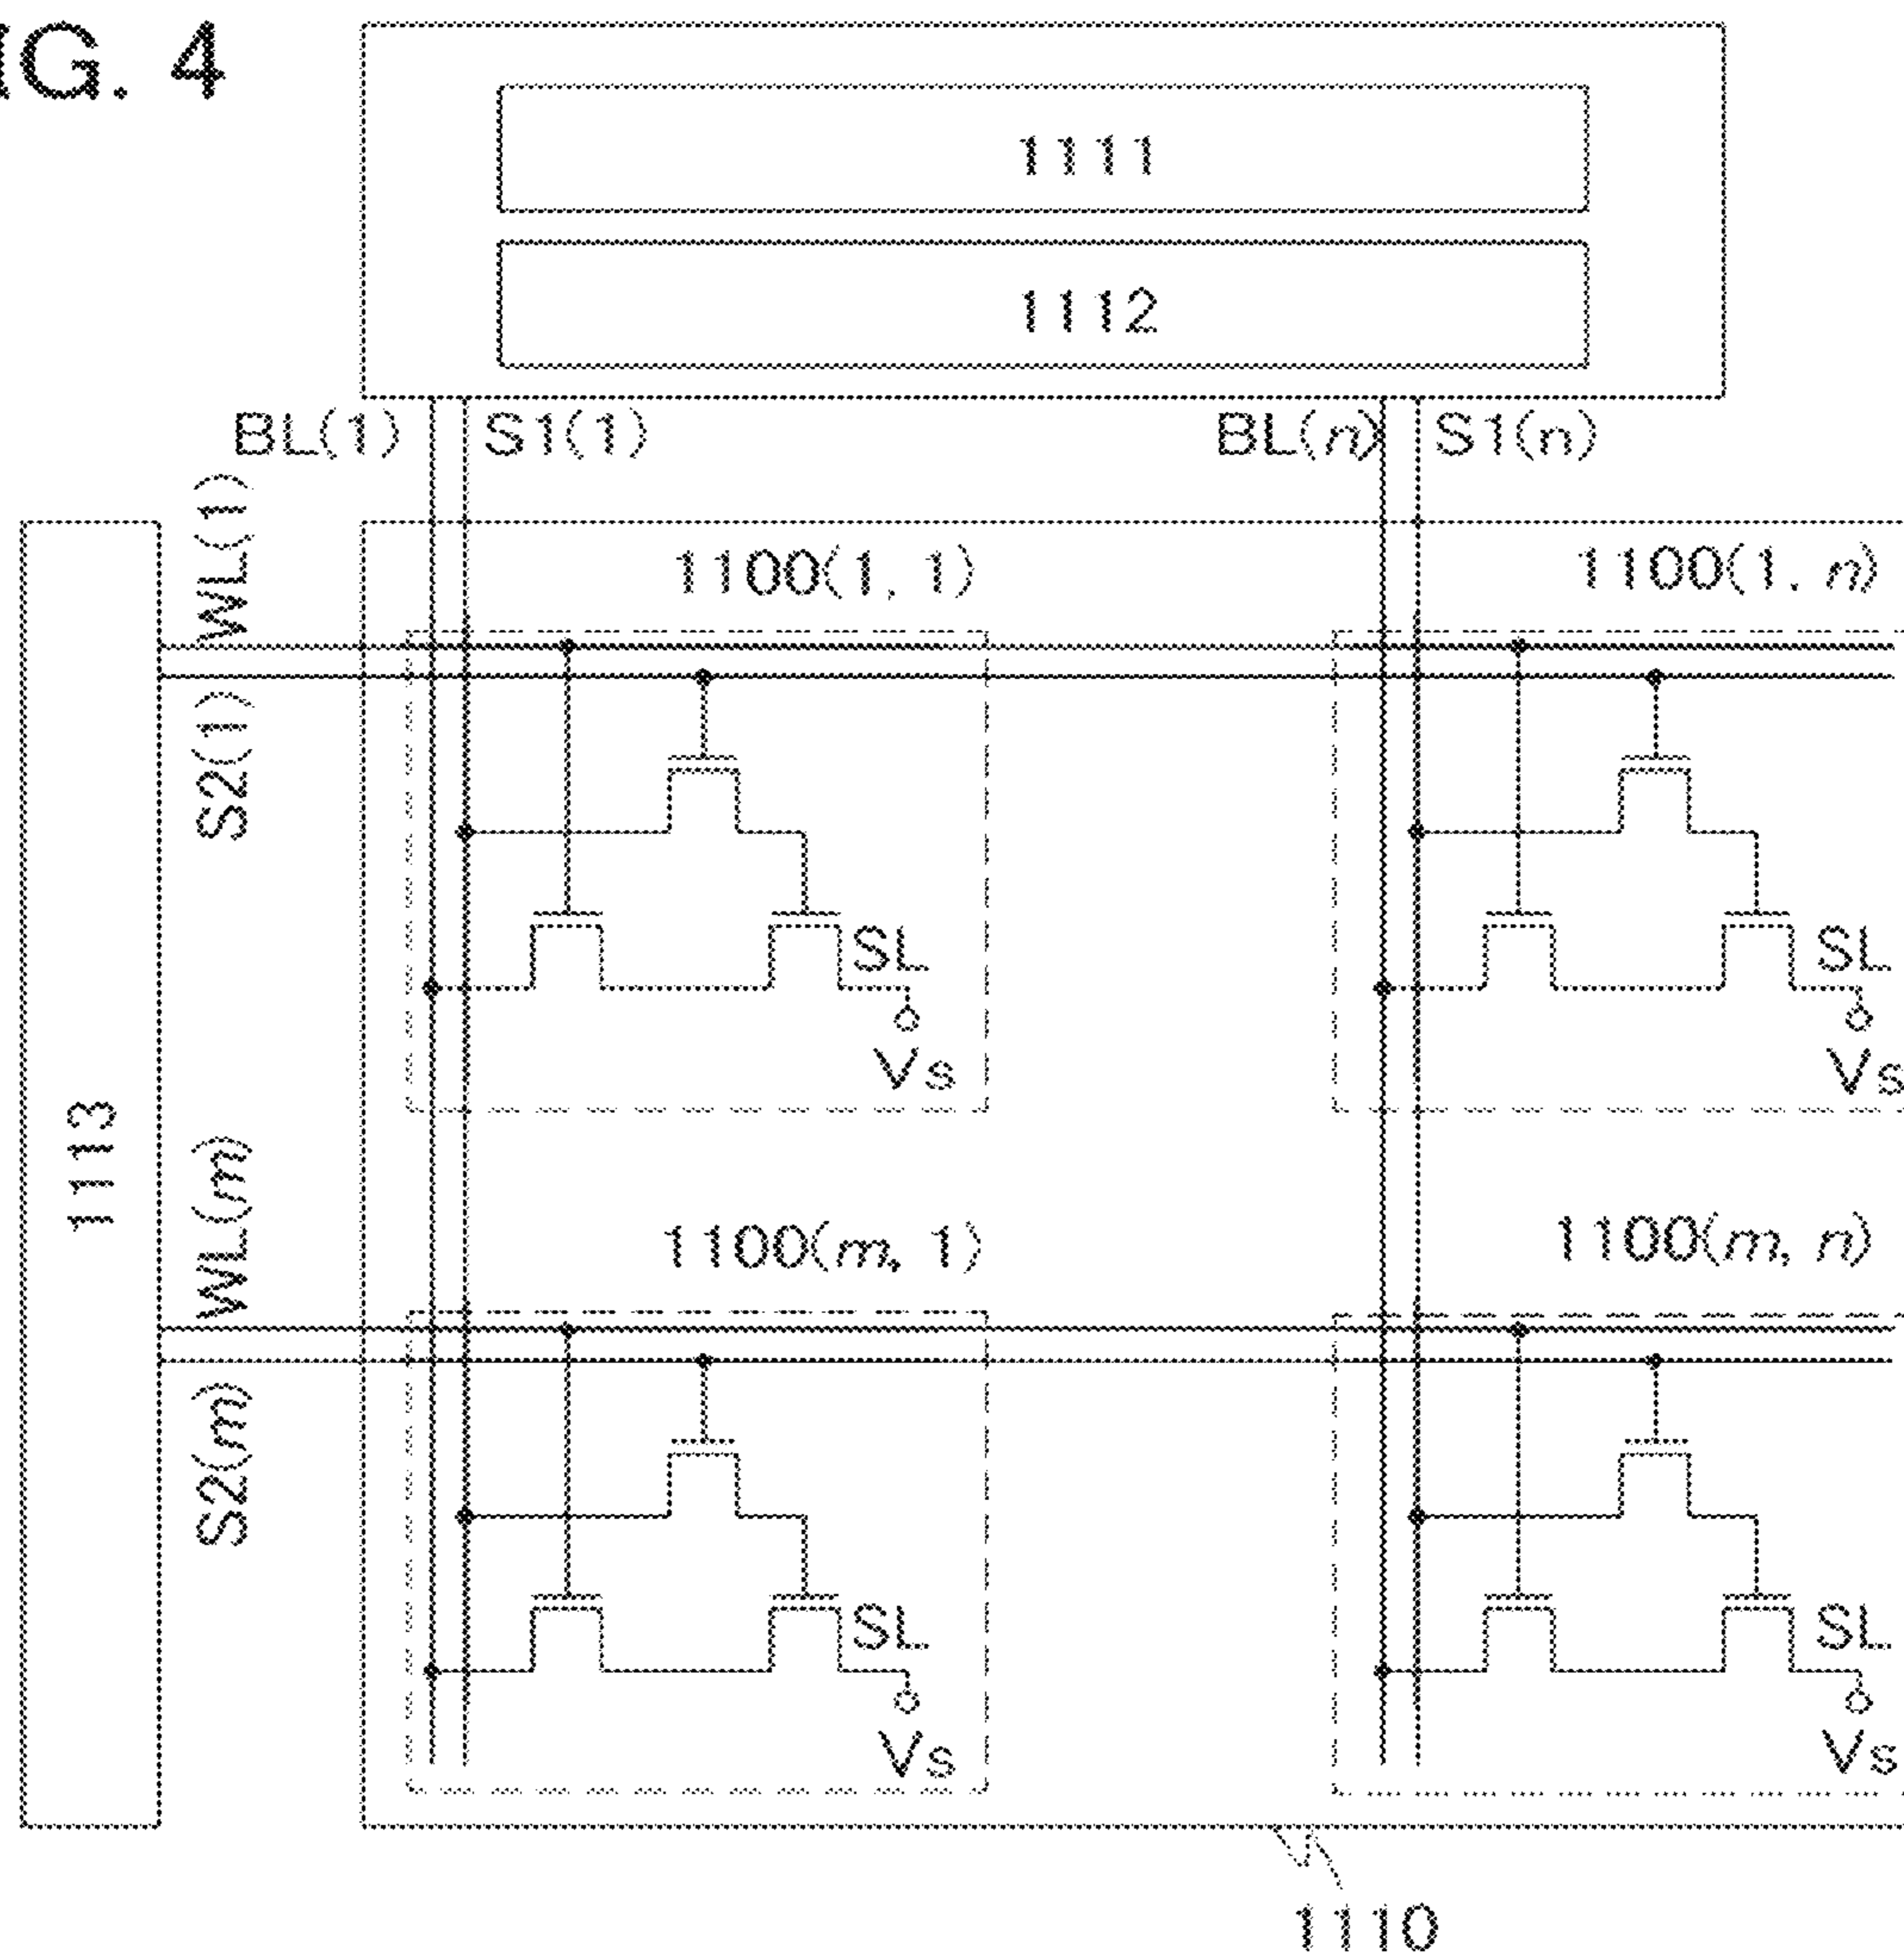 IG. 4
1111
1112
BL(1) S1(1) BL(n) S1(n)
WL(1)
1100(1, 1) 1100(1. n)
S2(1)
SL SL
Vs Vs
1113
WL(m)
1100(m, 1) 1100(m, n)
S2(m)
SL SL
Vs Vs
1110